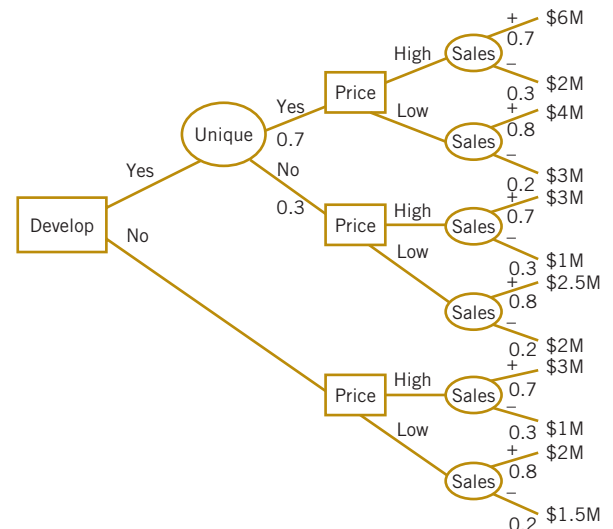 + $6M
High Sales 0.7
–
Yes Price 0.3 $2M
Low + $4M
Unique 0.7 Sales 0.8
–
Yes No 0.2 $3M
+ $3M
0.3 High 0.7
Develop Price Sales
No Low –
0.3 $1M
+ $2.5M
Sales 0.8
–
0.2 $2M
+ $3M
High 0.7
Price Sales
–
Low 0.3 $1M
+ $2M
0.8
Sales
–
0.2 $1.5M